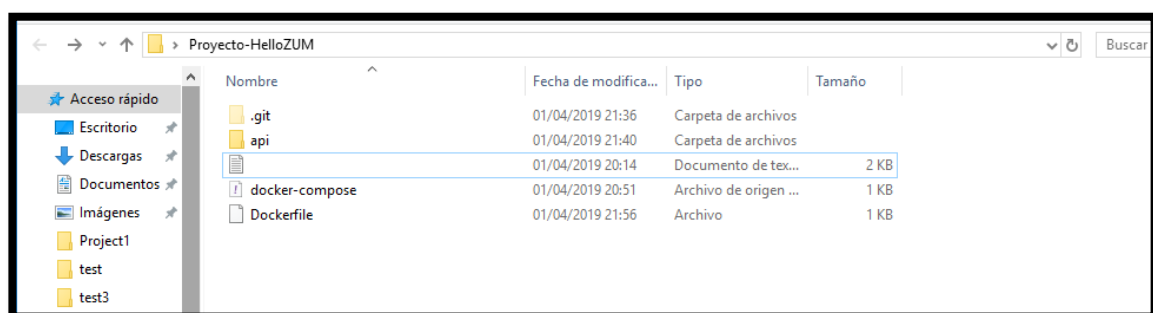 Proyecto-HelloZUM Buscar
Nombre Fecha de modifica... Tipo Tamaño
Acceso rápido
Escritorio
Descargas
Documentos
Imágenes
Project1
test
test3
.git 01/04/2019 21:36 Carpeta de archivos
api 01/04/2019 21:40 Carpeta de archivos
01/04/2019 20:14 Documento de tex... 2 KB
docker-compose 01/04/2019 20:51 Archivo de origen ... 1 KB
Dockerfile 01/04/2019 21:56 Archivo 1 KB